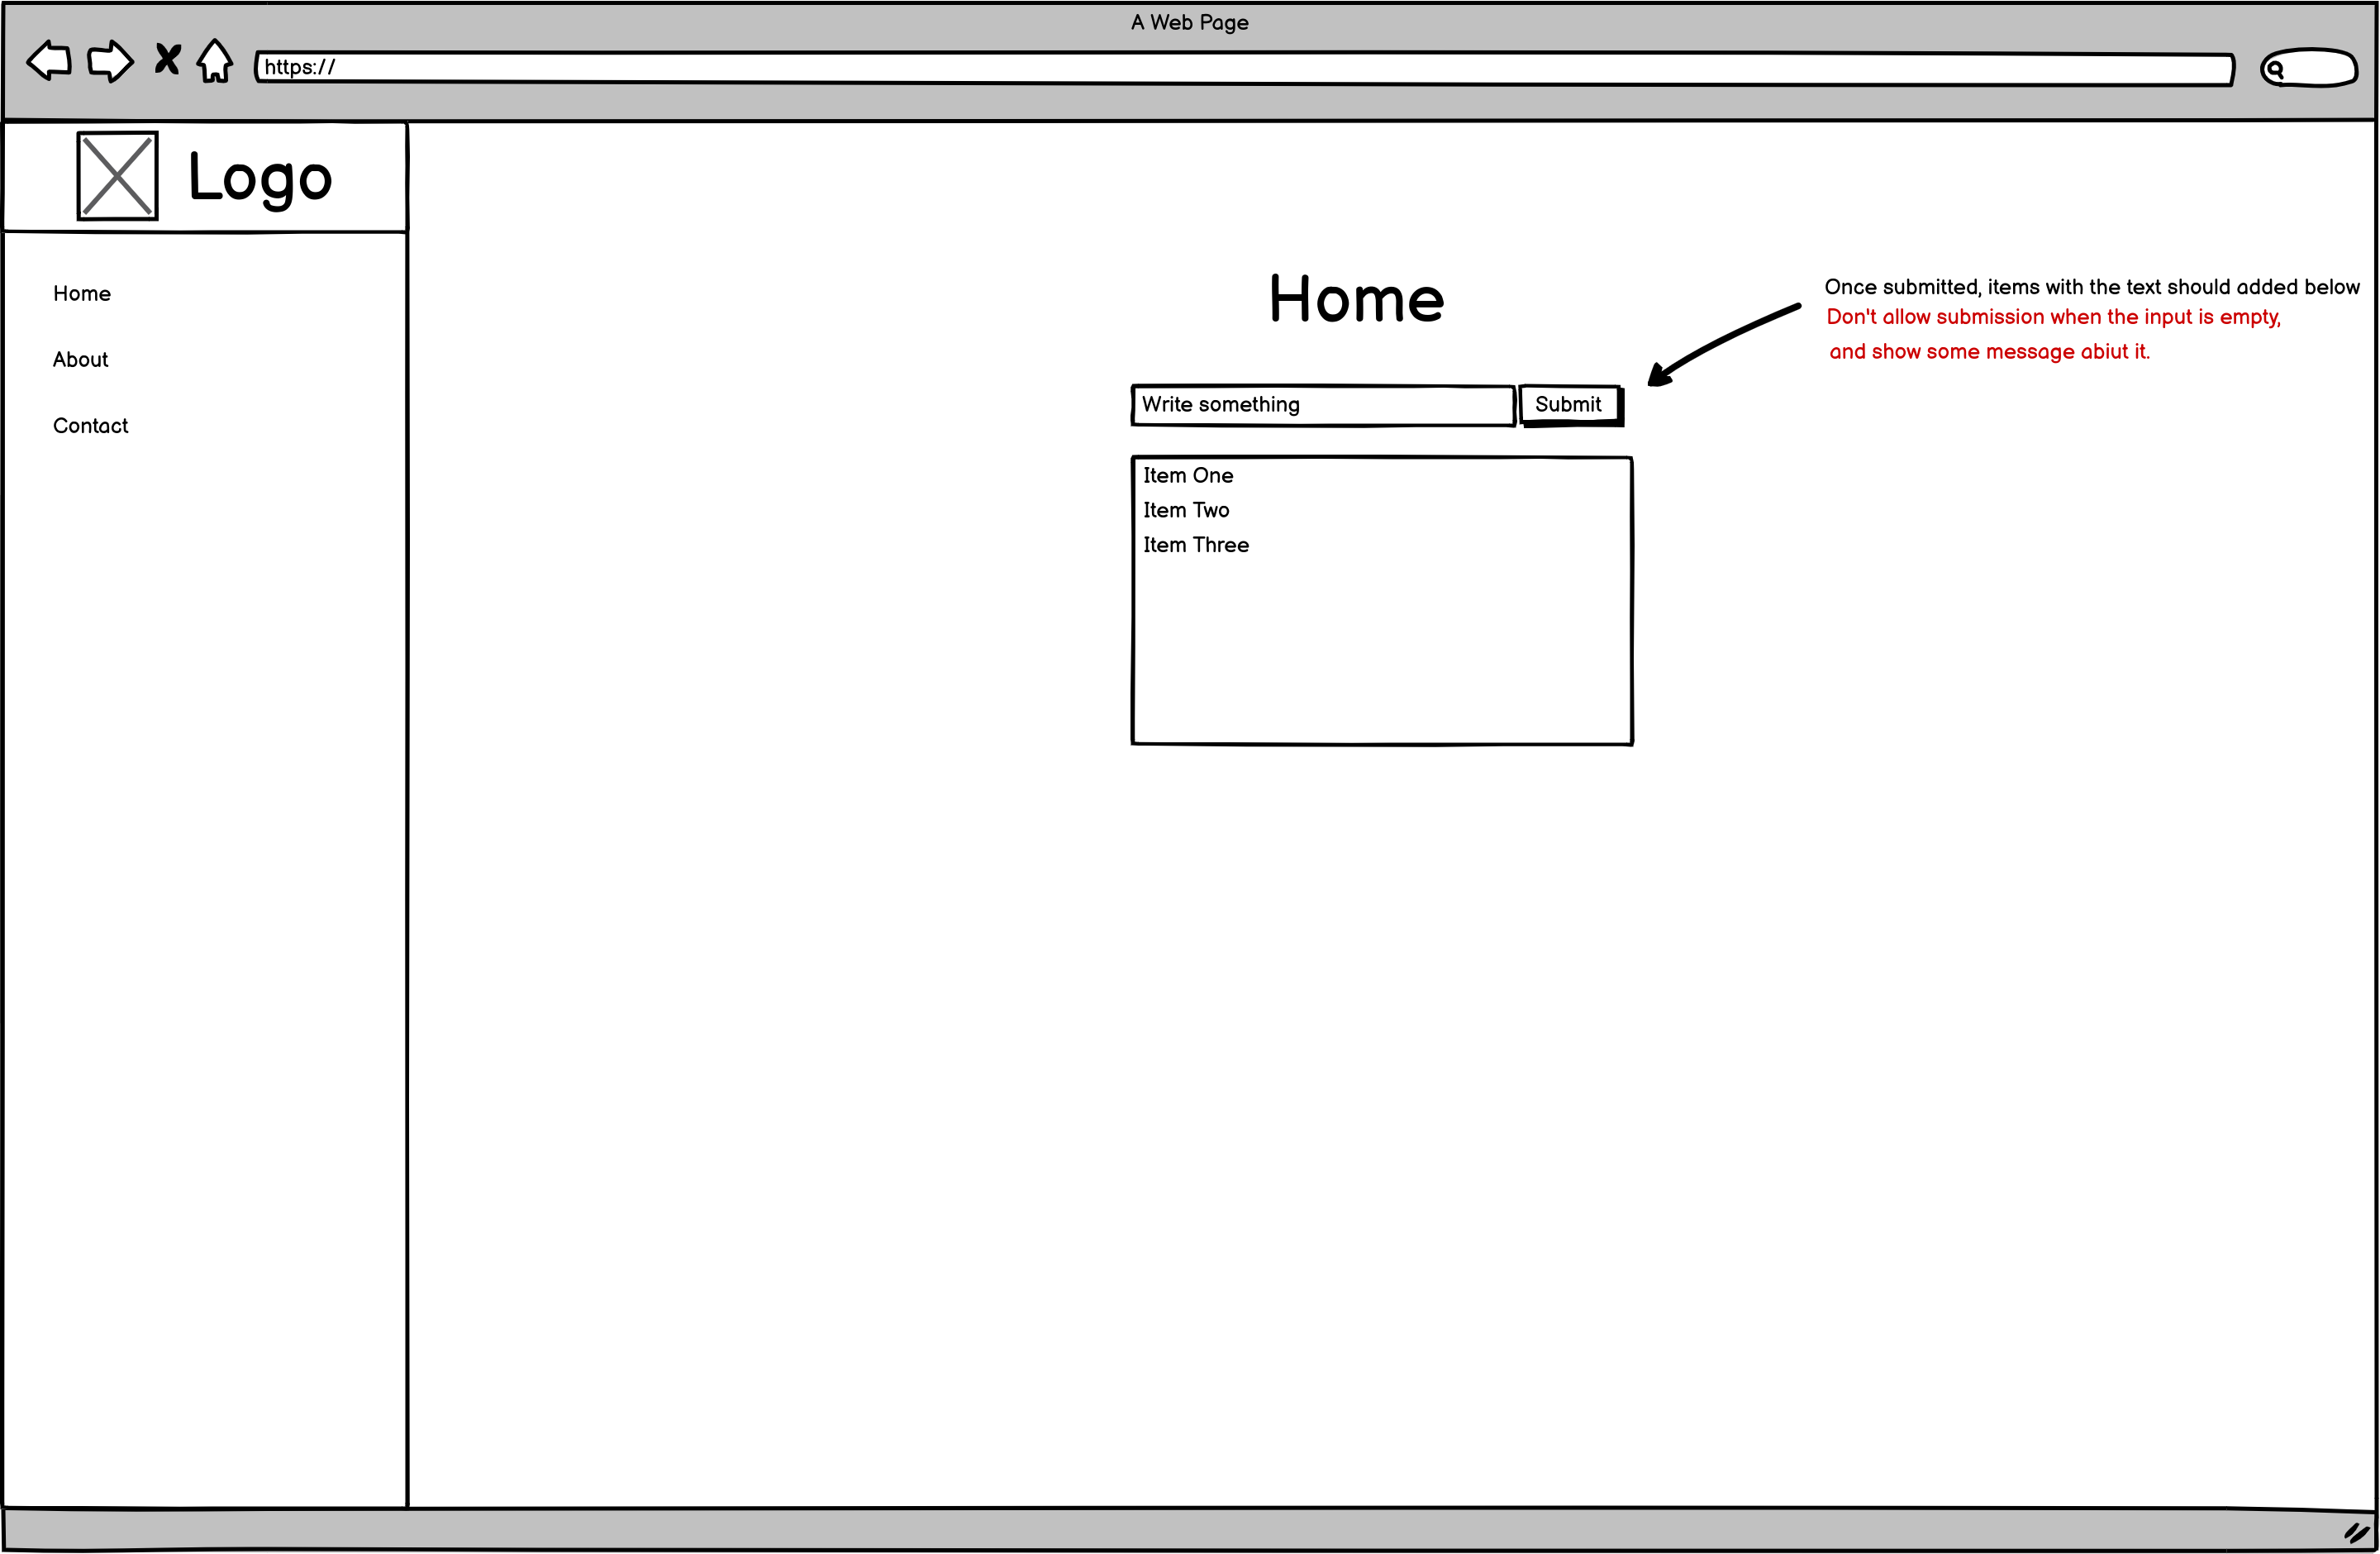 A Web Page
https://
Logo
Home
About
Contact
Home
Once submitted, items with the text should added below
Don't allow submission when the input is empty,
and show some message abiut it.
Write something
Submit
Item One
Item Two
Item Three